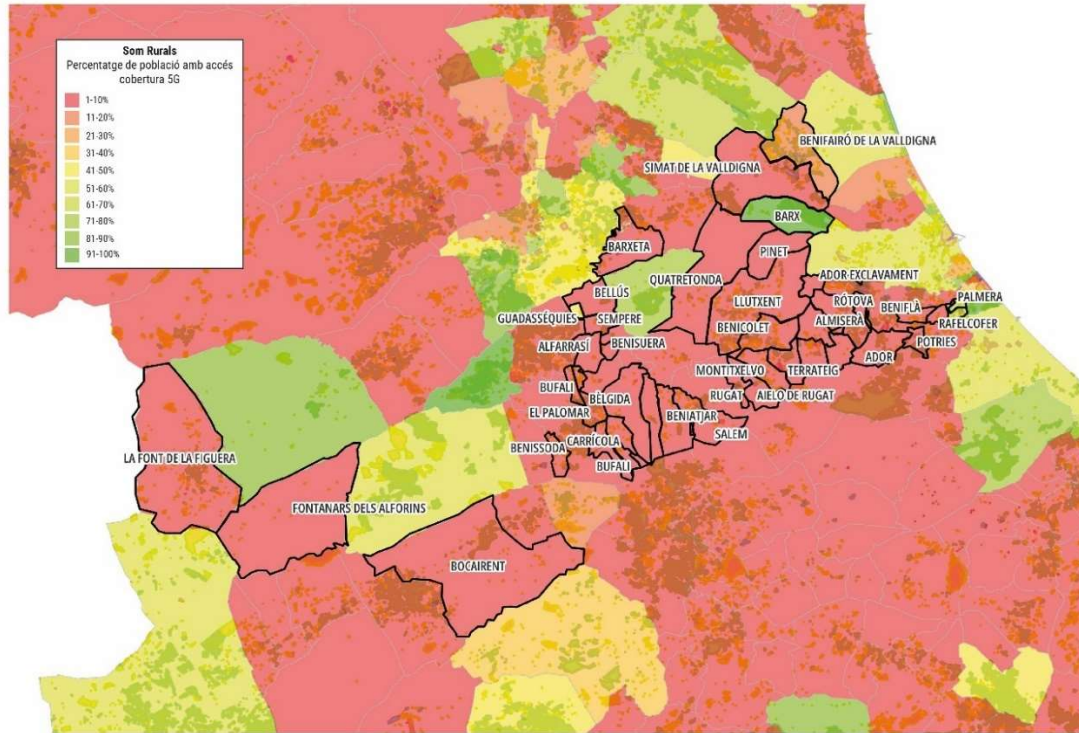 Som Rurals
Percentatge de població amb accés
cobertura 5G
1-10%
11-20%
21-30%
31-40%
41-50%
51-60%
61-70%
71-80%
81-90%
91-100%
BENIFAIRÓ DE LA VALLDIGNA
SIMAT DE LA VALLDIGNA
BARX
BARXETA
PINET
QUATRETONDA
ADOR EXCLAVAMENT
BELLÚS
LLUTXENT
RÓTOVA
BENIFLÀ
PALMERA
GUADASSÉQUIES
SEMPERE
BENICOLET
ALMISERÀ
RAFELCOFER
ALFARRASÍ
BENISUERA
POTRIES
ADOR
MONTITXELVO
TERRATEIG
BUFALI
BÈLGIDA
RUGAT
AIELO DE RUGAT
EL PALOMAR
BENIATJAR
SALEM
BENISSODA
CARRÍCOLA
BUFALI
LA FONT DE LA FIGUERA
FONTANARS DELS ALFORINS
BOCAIRENT